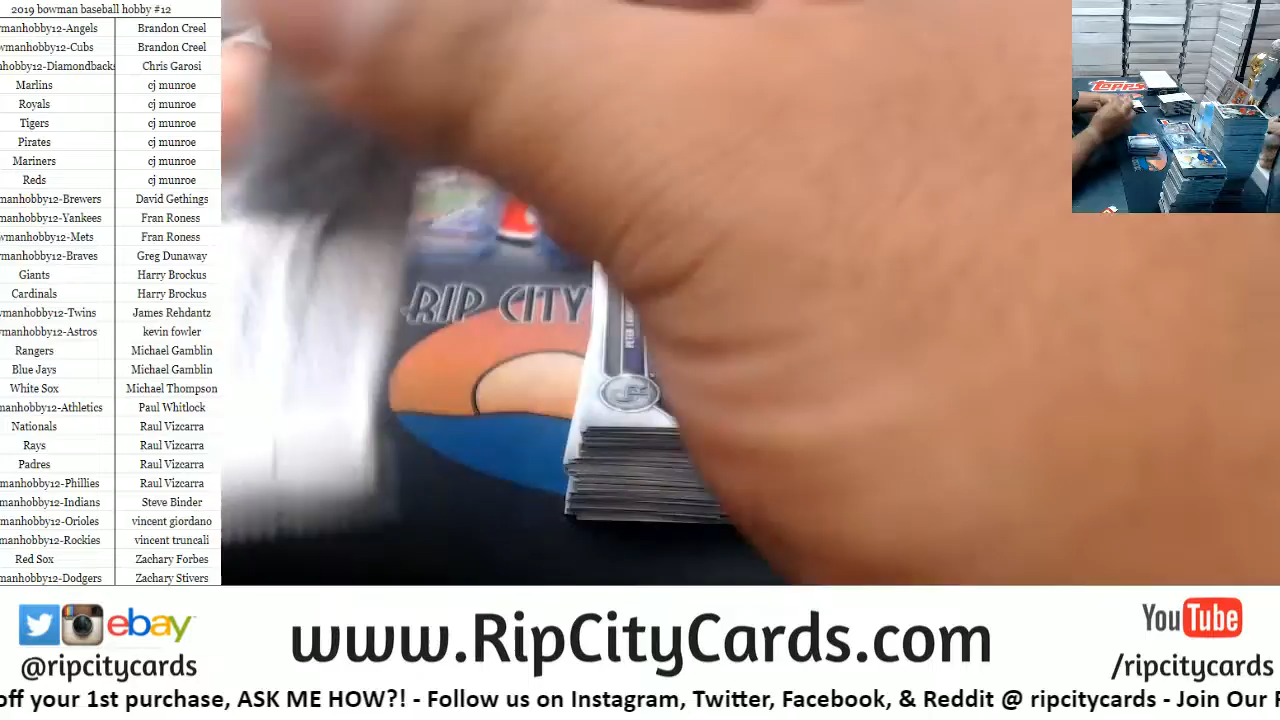 2019 bowman baseball hobby #12
wmanhobby12-Angels Brandon Creel
wmanhobby12-Cubs Brandon Creel
nhobby12-Diamondbacks Chris Garosi
Marlins cj munroe
Royals cj munroe
Tigers cj munroe
Pirates cj munroe
Mariners cj munroe
Reds cj munroe
manhobby12-Brewers David Gethings
manhobby12-Yankees Fran Roness
wmanhobby12-Mets Fran Roness
manhobby12-Braves Greg Dunaway
Giants Harry Brockus
Cardinals Harry Brockus
wmanhobby12-Twins James Rehdantz
manhobby12-Astros kevin fowler
Rangers Michael Gamblin
Blue Jays Michael Gamblin
White Sox Michael Thompson
manhobby12-Athletics Paul Whitlock
Nationals Raul Vizcarra
Rays Raul Vizcarra
Padres Raul Vizcarra
manhobby12-Phillies Raul Vizcarra
manhobby12-Indians Steve Binder
manhobby12-Orioles vincent giordano
manhobby12-Rockies vincent truncali
Red Sox Zachary Forbes
manhobby12-Dodgers Zachary Stivers
Topps
RIP CITY
ebay
@ripcitycards
www.RipCityCards.com
YouTube
/ripcitycards
off your 1st purchase, ASK ME HOW?! - Follow us on Instagram, Twitter, Facebook, & Reddit @ ripcitycards - Join Our F